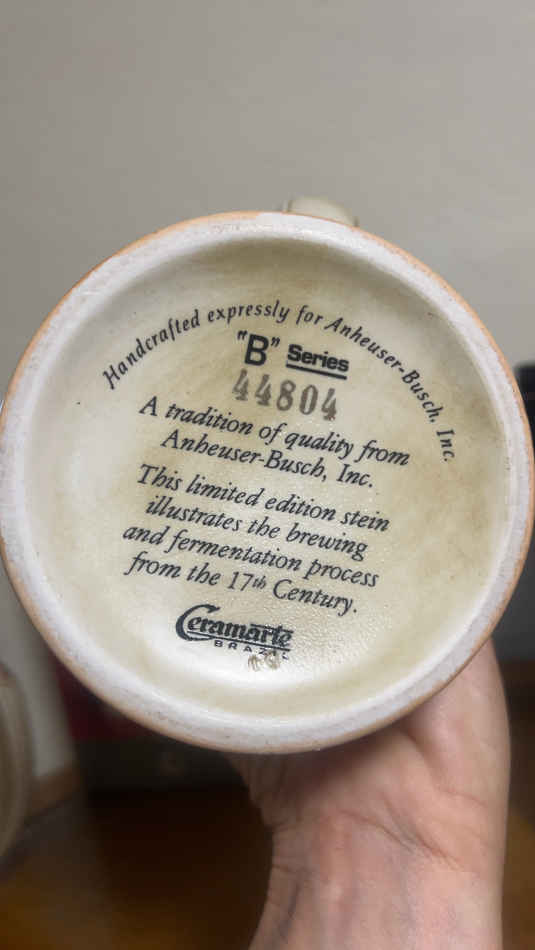 Handcrafted expressly for Anheuser-Busch, Inc.
"B" Series
44804
A tradition of quality from
Anheuser-Busch, Inc.
This limited edition stein
illustrates the brewing
and fermentation process
from the 17th Century.
Ceramarte
BRAZIL